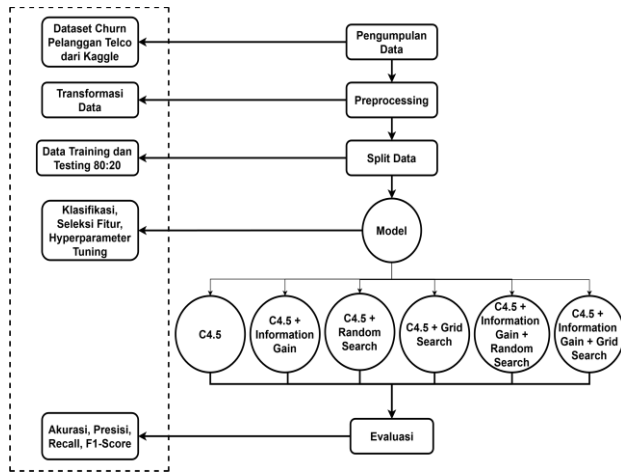 Dataset Churn
Pelanggan Telco
dari Kaggle
Pengumpulan
Data
Transformasi
Data
Preprocessing
Data Training dan
Testing 80:20
Split Data
Klasifikasi,
Seleksi Fitur,
Hyperparameter
Tuning
Model
C4.5
C4.5 +
Information
Gain
C4.5 +
Random
Search
C4.5 + Grid
Search
C4.5 +
Information
Gain +
Random
Search
C4.5 +
Information
Gain + Grid
Search
Akurasi, Presisi,
Recall, F1-Score
Evaluasi